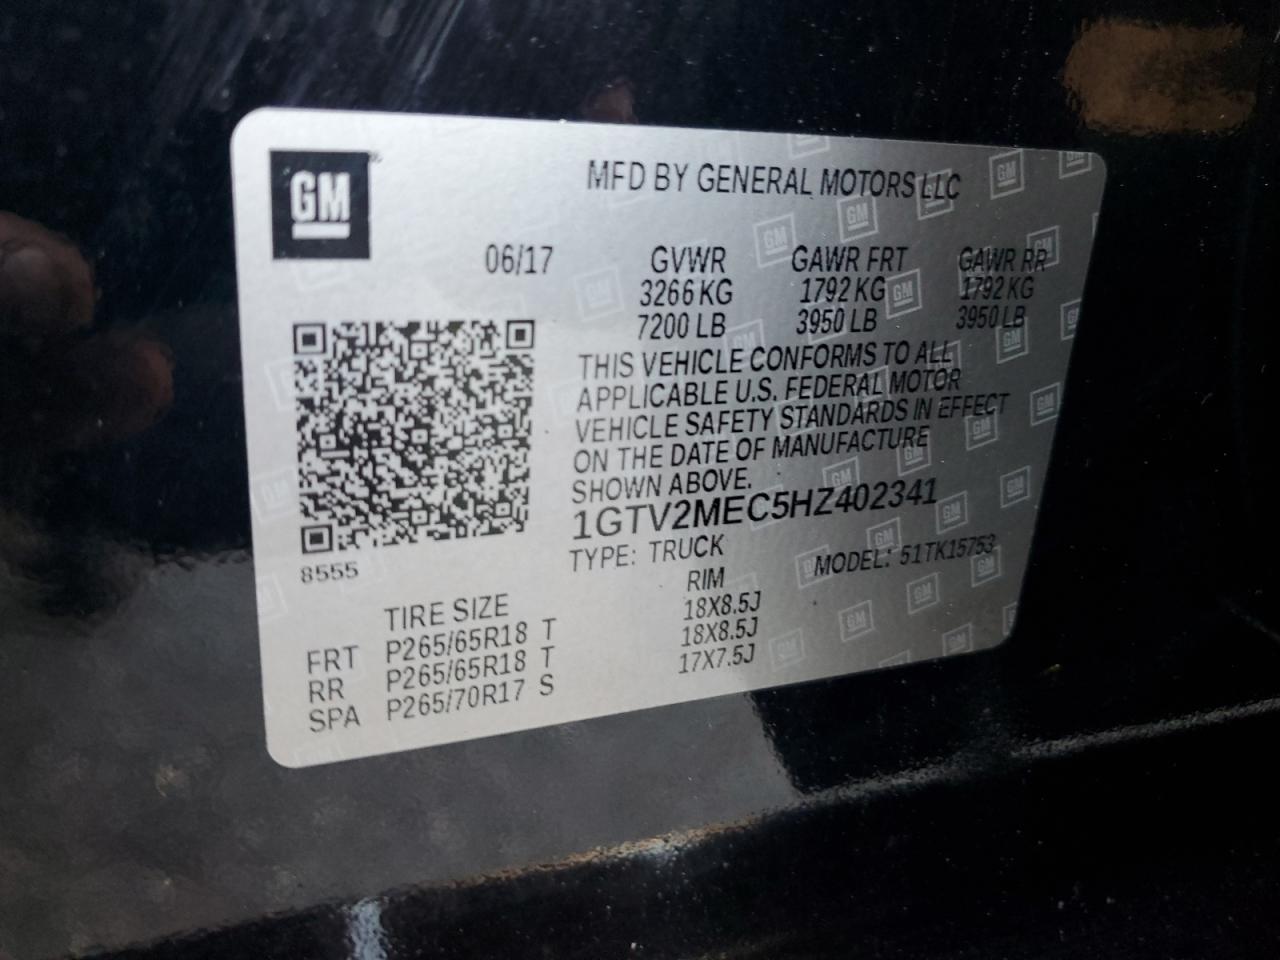 GM
MFD BY GENERAL MOTORS LLC
06/17 GVWR GAWR FRT GAWR RR
3266 KG 1792 KG 1792 KG
7200 LB 3950 LB 3950 LB
THIS VEHICLE CONFORMS TO ALL
APPLICABLE U.S. FEDERAL MOTOR
VEHICLE SAFETY STANDARDS IN EFFECT
ON THE DATE OF MANUFACTURE
SHOWN ABOVE.
1GTV2MEC5HZ402341
TYPE: TRUCK MODEL: 51TK15753
8555
TIRE SIZE RIM
FRT P265/65R18 T 18X8.5J
RR P265/65R18 T 18X8.5J
SPA P265/70R17 S 17X7.5J